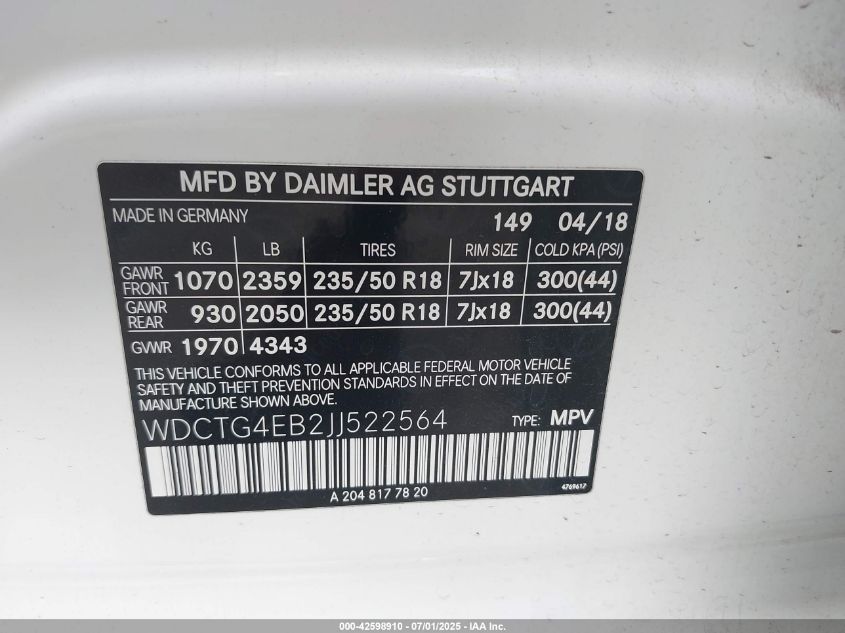 MFD BY DAIMLER AG STUTTGART
MADE IN GERMANY 149 04/18
KG LB TIRES RIM SIZE COLD KPA (PSI)
GAWR FRONT 1070 2359 235/50 R18 7Jx18 300(44)
GAWR REAR 930 2050 235/50 R18 7Jx18 300(44)
GVWR 1970 4343
THIS VEHICLE CONFORMS TO ALL APPLICABLE FEDERAL MOTOR VEHICLE
SAFETY AND THEFT PREVENTION STANDARDS IN EFFECT ON THE DATE OF
MANUFACTURE SHOWN ABOVE.
WDCTG4EB2JJ522564 TYPE: MPV
A 204 817 78 20 4769617
000-42598910 - 07/01/2025 - IAA Inc.